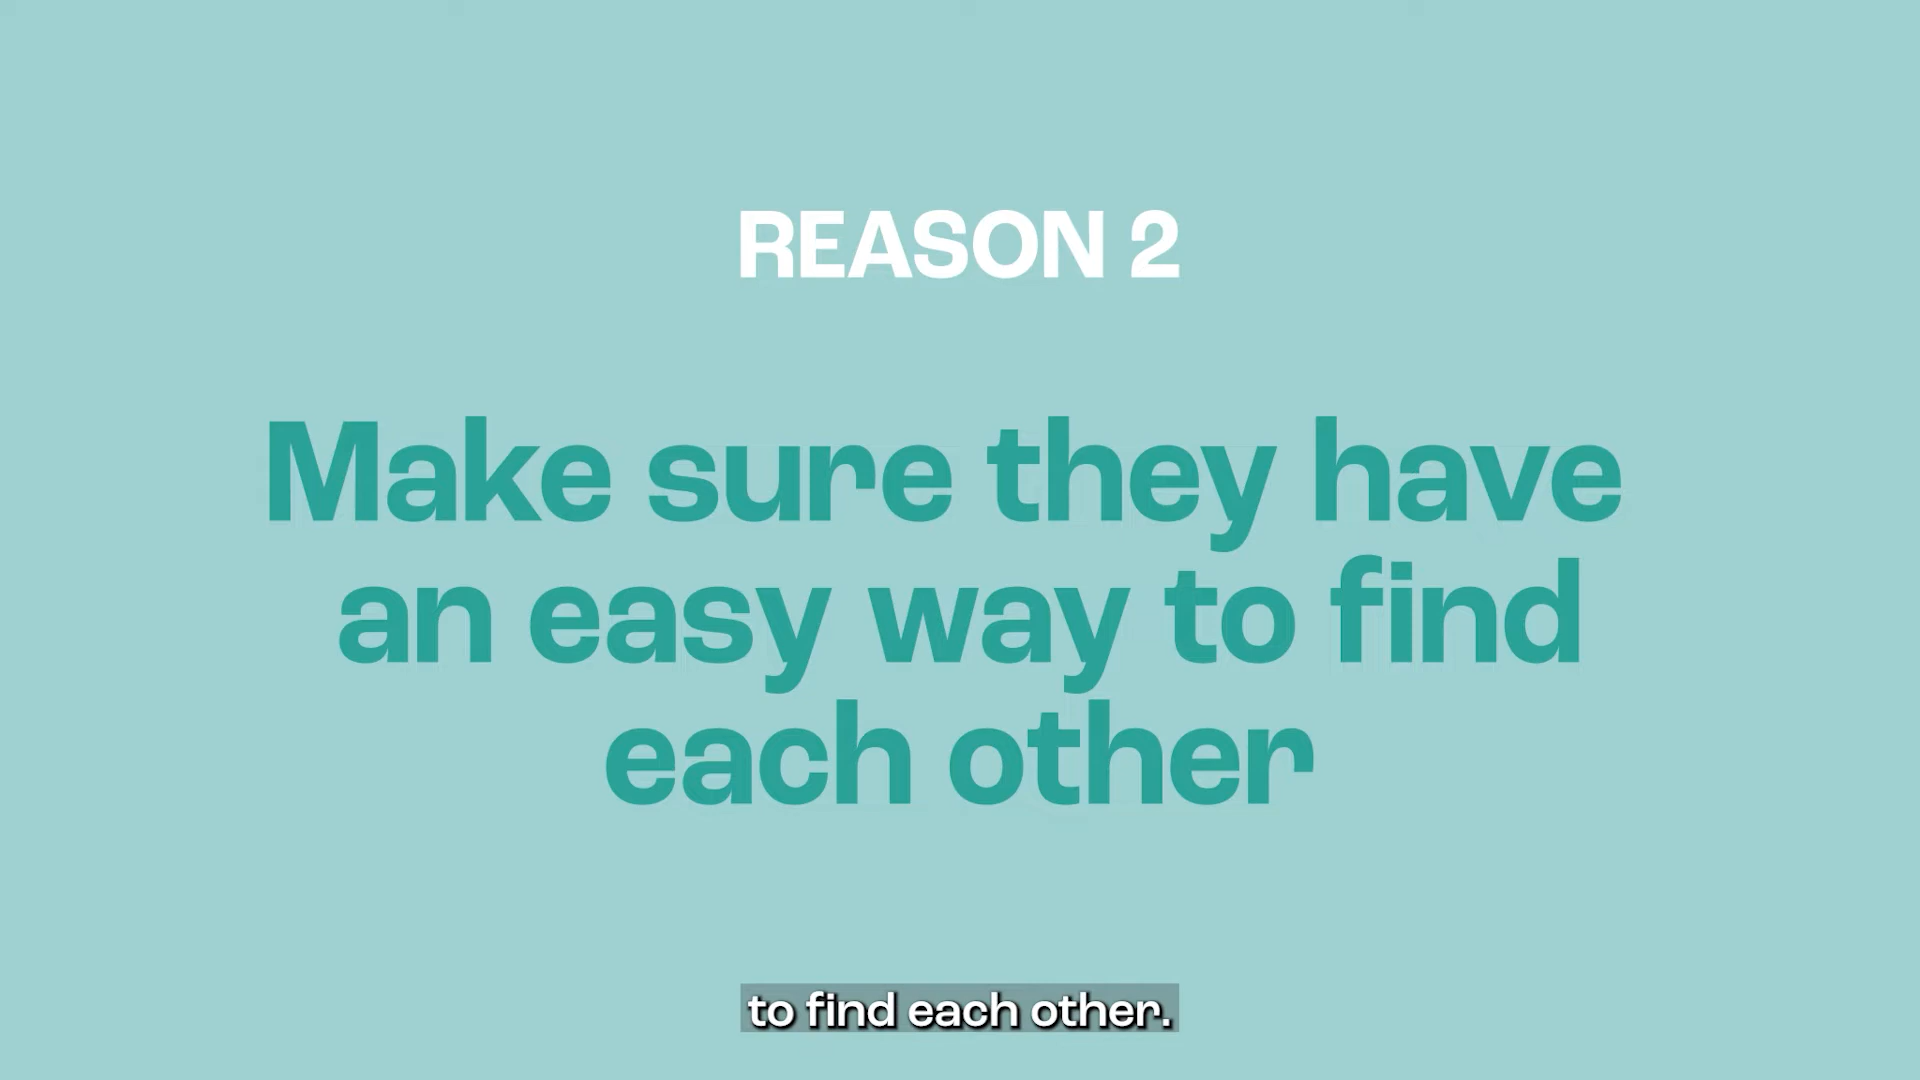 REASON 2
Make sure they have
an easy way to find
each other
to find each other.